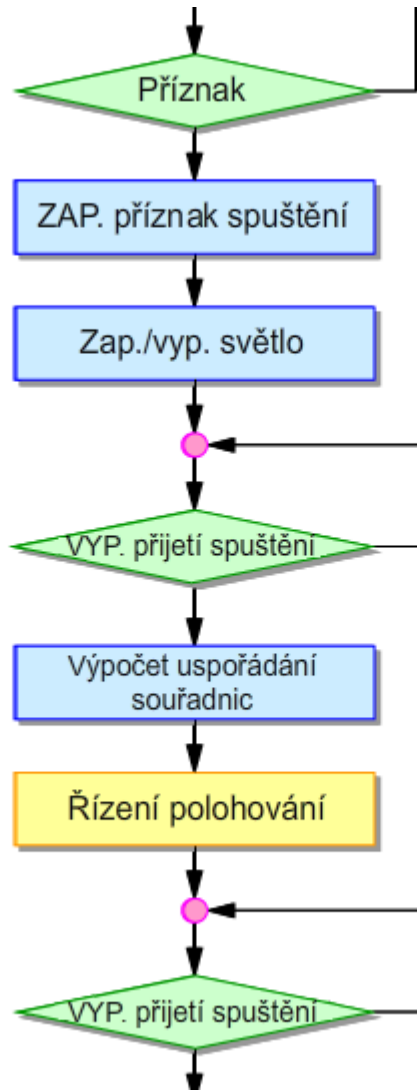 Příznak
ZAP. příznak spuštění
Zap./vyp. světlo
VYP. přijetí spuštění
Výpočet uspořádání
souřadnic
Řízení polohování
VYP. přijetí spuštění